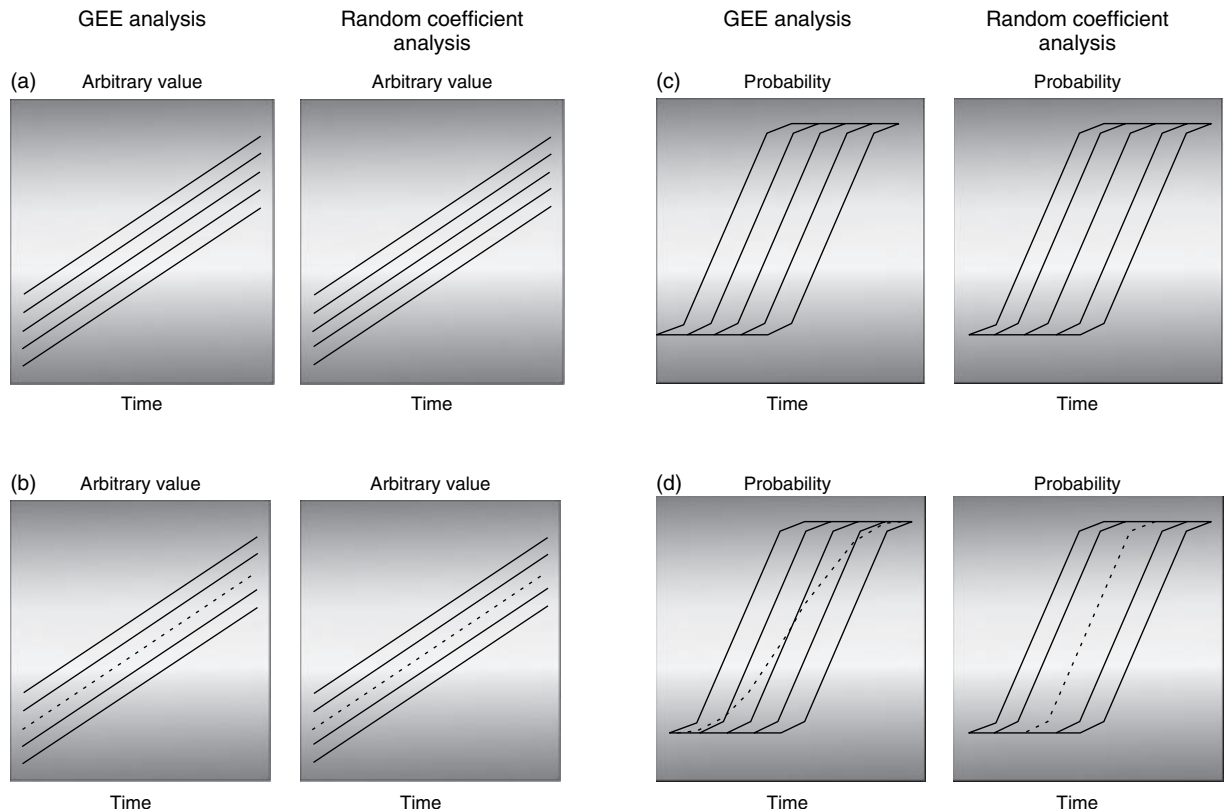 GEE analysis
Random coefficient
analysis
GEE analysis
Random coefficient
analysis
(a)
Arbitrary value
Arbitrary value
(c)
Probability
Probability
Time
Time
Time
Time
(b)
Arbitrary value
Arbitrary value
(d)
Probability
Probability
Time
Time
Time
Time